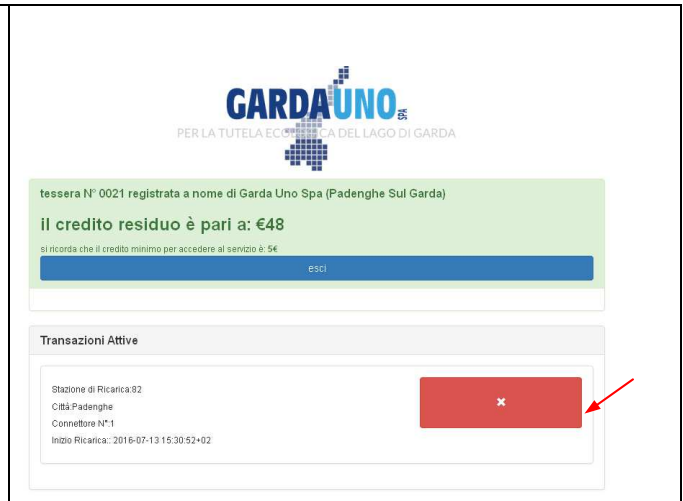 GARDAUNO SPA
PER LA TUTELA ECOLOGICA DEL LAGO DI GARDA
tessera N° 0021 registrata a nome di Garda Uno Spa (Padenghe Sul Garda)
il credito residuo è pari a: €48
si ricorda che il credito minimo per accedere al servizio è: 5€
esci
Transazioni Attive
Stazione di Ricarica:82
Città:Padenghe
Connettore N°:1
Inizio Ricarica:: 2016-07-13 15:30:52+02